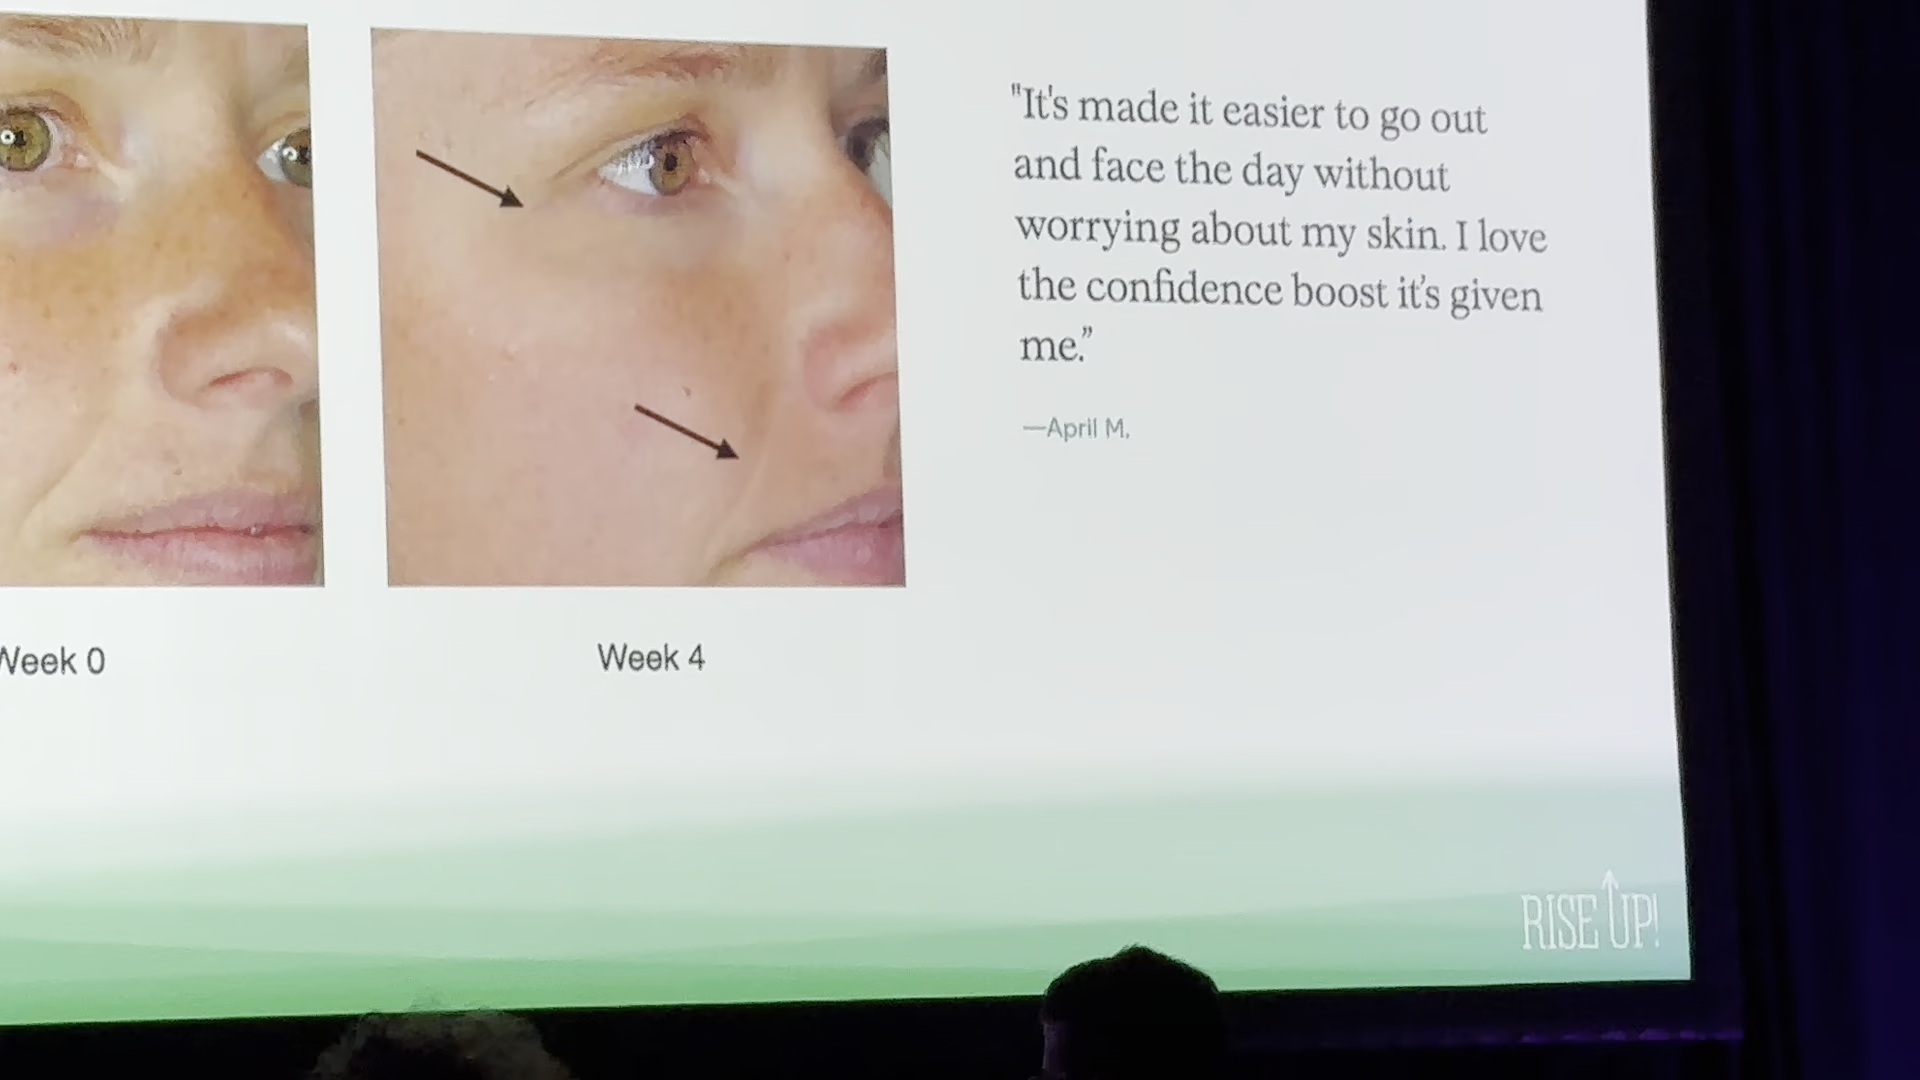 "It's made it easier to go out
and face the day without
worrying about my skin. I love
the confidence boost it's given
me.”
—April M.
Week 0
Week 4
RISE UP!